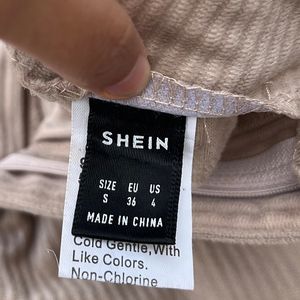 SHEIN
SIZE EU US
S 36 4
MADE IN CHINA
Cold Gentle, With
Like Colors.
Non-Chlorine